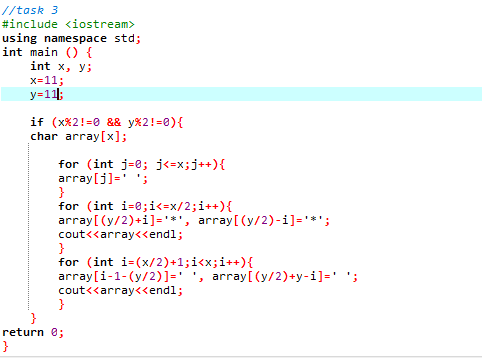 //task 3
#include <iostream>
using namespace std;
int main () {
int x, y;
x=11;
y=11;
if (x%2!=0 && y%2!=0){
char array[x];
for (int j=0; j<=x;j++){
array[j]=' ';
}
for (int i=0;i<=x/2;i++){
array[(y/2)+i]='*', array[(y/2)-i]='*';
cout<<array<<endl;
}
for (int i=(x/2)+1;i<x;i++){
array[i-1-(y/2)]=' ', array[(y/2)+y-i]=' ';
cout<<array<<endl;
}
}
return 0;
}